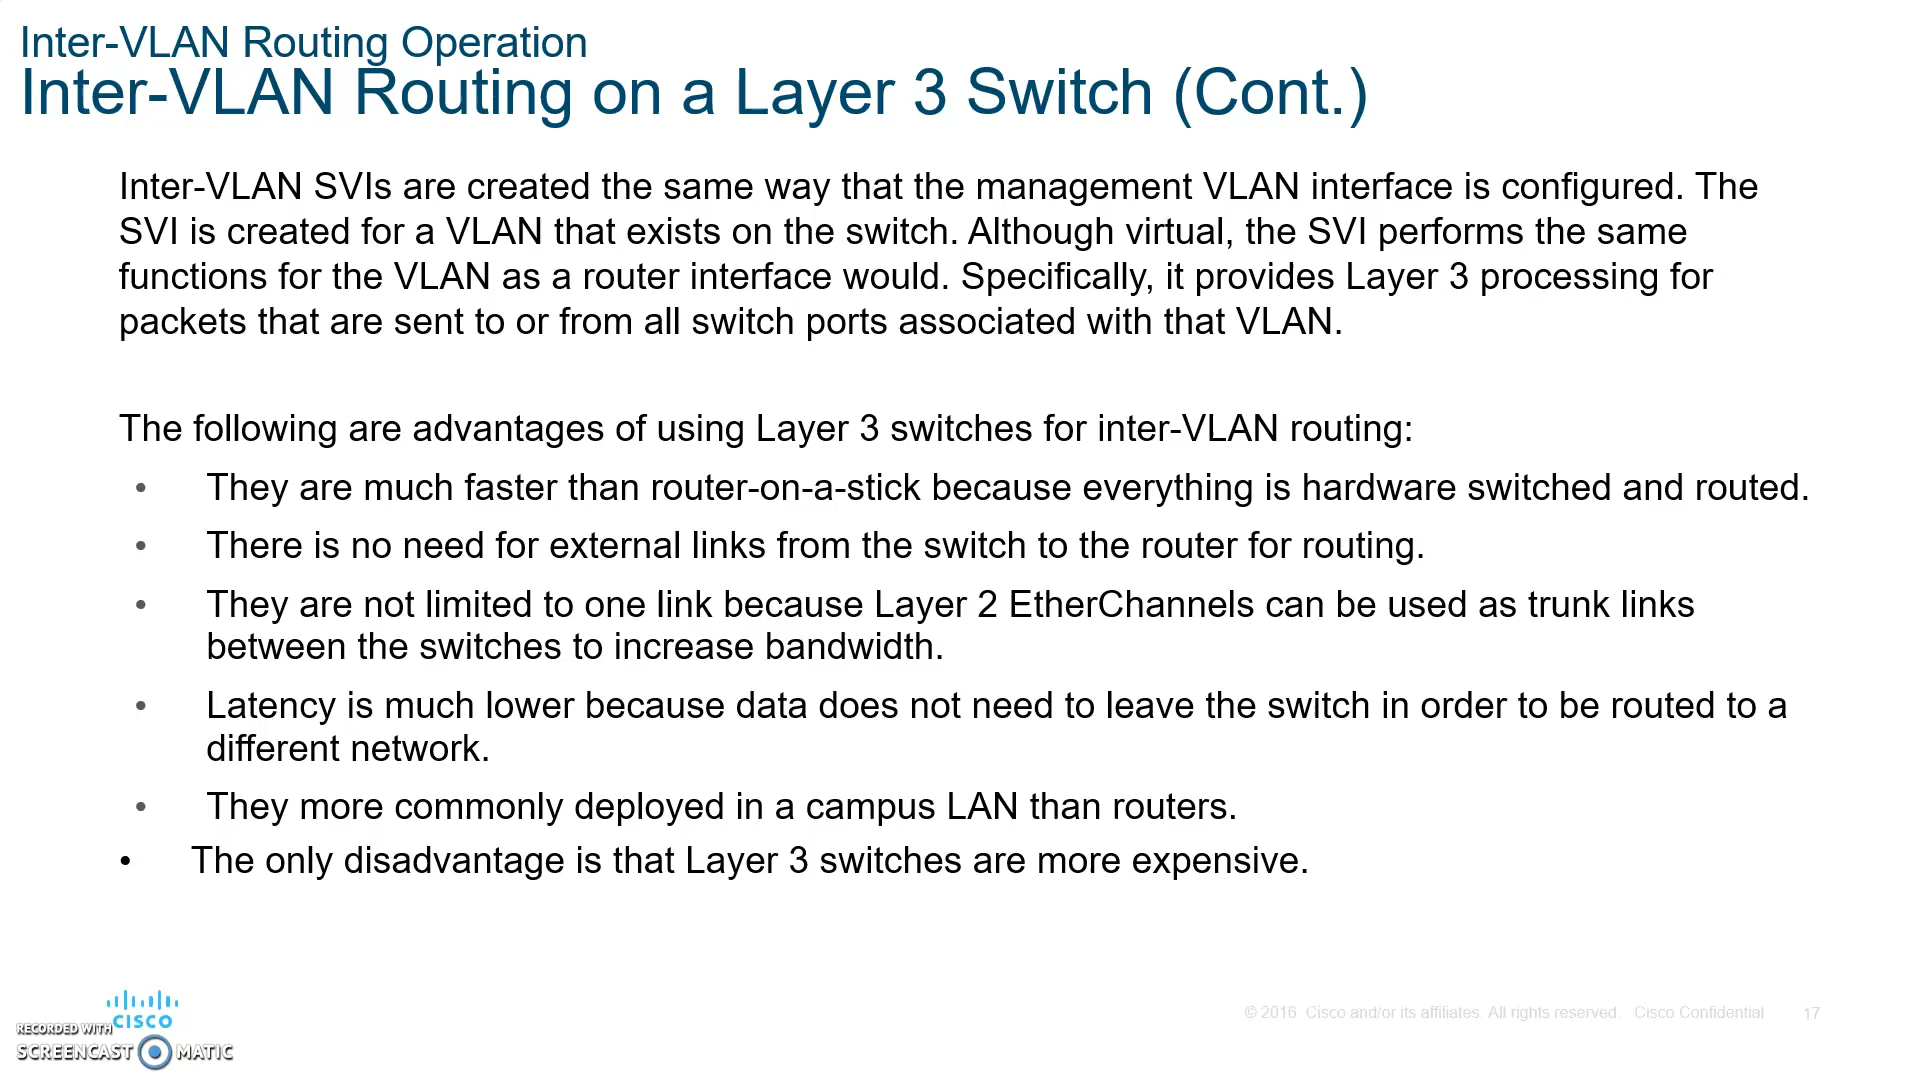 Inter-VLAN Routing Operation
Inter-VLAN Routing on a Layer 3 Switch (Cont.)
Inter-VLAN SVIs are created the same way that the management VLAN interface is configured. The
SVI is created for a VLAN that exists on the switch. Although virtual, the SVI performs the same
functions for the VLAN as a router interface would. Specifically, it provides Layer 3 processing for
packets that are sent to or from all switch ports associated with that VLAN.
The following are advantages of using Layer 3 switches for inter-VLAN routing:
• They are much faster than router-on-a-stick because everything is hardware switched and routed.
• There is no need for external links from the switch to the router for routing.
• They are not limited to one link because Layer 2 EtherChannels can be used as trunk links
between the switches to increase bandwidth.
• Latency is much lower because data does not need to leave the switch in order to be routed to a
different network.
• They more commonly deployed in a campus LAN than routers.
• The only disadvantage is that Layer 3 switches are more expensive.
CISCO
RECORDED WITH
SCREENCAST MATIC
© 2016 Cisco and/or its affiliates. All rights reserved. Cisco Confidential 17